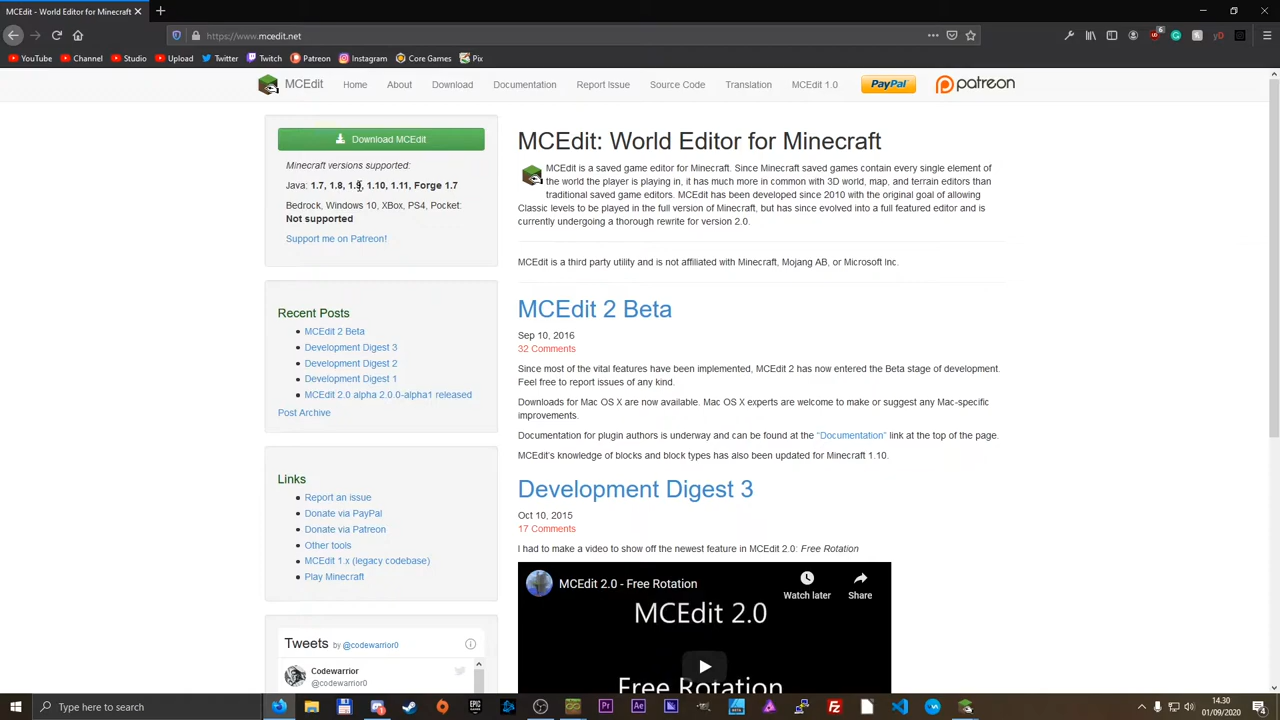 MCEdit - World Editor for Minecraft
https://www.mcedit.net
YouTube Channel Studio Upload Twitter Twitch Patreon Instagram Core Games Pix
MCEdit Home About Download Documentation Report Issue Source Code Translation MCEdit 1.0 PayPal patreon
Download MCEdit
Minecraft versions supported:
Java: 1.7, 1.8, 1.9, 1.10, 1.11, Forge 1.7
Bedrock, Windows 10, XBox, PS4, Pocket:
Not supported
Support me on Patreon!
Recent Posts
MCEdit 2 Beta
Development Digest 3
Development Digest 2
Development Digest 1
MCEdit 2.0 alpha 2.0.0-alpha1 released
Post Archive
Links
Report an issue
Donate via PayPal
Donate via Patreon
Other tools
MCEdit 1.x (legacy codebase)
Play Minecraft
Tweets by @codewarrior0
Codewarrior
@codewarrior0
MCEdit: World Editor for Minecraft
MCEdit is a saved game editor for Minecraft. Since Minecraft saved games contain every single element of
the world the player is playing in, it has much more in common with 3D world, map, and terrain editors than
traditional saved game editors. MCEdit has been developed since 2010 with the original goal of allowing
Classic levels to be played in the full version of Minecraft, but has since evolved into a full featured editor and is
currently undergoing a thorough rewrite for version 2.0.
MCEdit is a third party utility and is not affiliated with Minecraft, Mojang AB, or Microsoft Inc.
MCEdit 2 Beta
Sep 10, 2016
32 Comments
Since most of the vital features have been implemented, MCEdit 2 has now entered the Beta stage of development.
Feel free to report issues of any kind.
Downloads for Mac OS X are now available. Mac OS X experts are welcome to make or suggest any Mac-specific
improvements.
Documentation for plugin authors is underway and can be found at the “Documentation” link at the top of the page.
MCEdit's knowledge of blocks and block types has also been updated for Minecraft 1.10.
Development Digest 3
Oct 10, 2015
17 Comments
I had to make a video to show off the newest feature in MCEdit 2.0: Free Rotation
MCEdit 2.0 - Free Rotation
Watch later Share
MCEdit 2.0
Free Rotation
Type here to search
14.30
01/09/2020